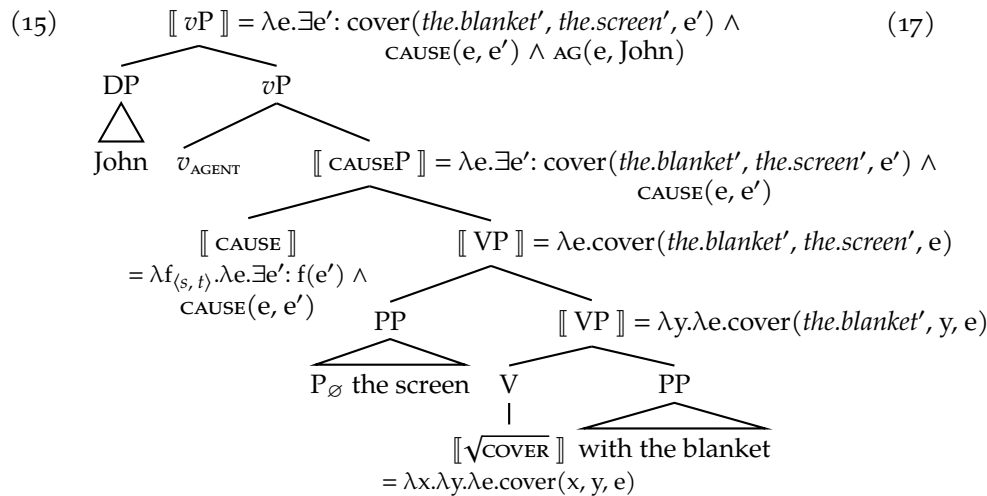 (15) ⟦ vP ⟧ = λe.∃e′: cover(the.blanket′, the.screen′, e′) ∧ (17)
CAUSE(e, e′) ∧ AG(e, John)
DP vP
John v_AGENT ⟦ CAUSEP ⟧ = λe.∃e′: cover(the.blanket′, the.screen′, e′) ∧
CAUSE(e, e′)
⟦ CAUSE ⟧ ⟦ VP ⟧ = λe.cover(the.blanket′, the.screen′, e)
= λf⟨s, t⟩.λe.∃e′: f(e′) ∧
CAUSE(e, e′)
PP ⟦ VP ⟧ = λy.λe.cover(the.blanket′, y, e)
P∅ the screen V PP
⟦√COVER ⟧ with the blanket
= λx.λy.λe.cover(x, y, e)